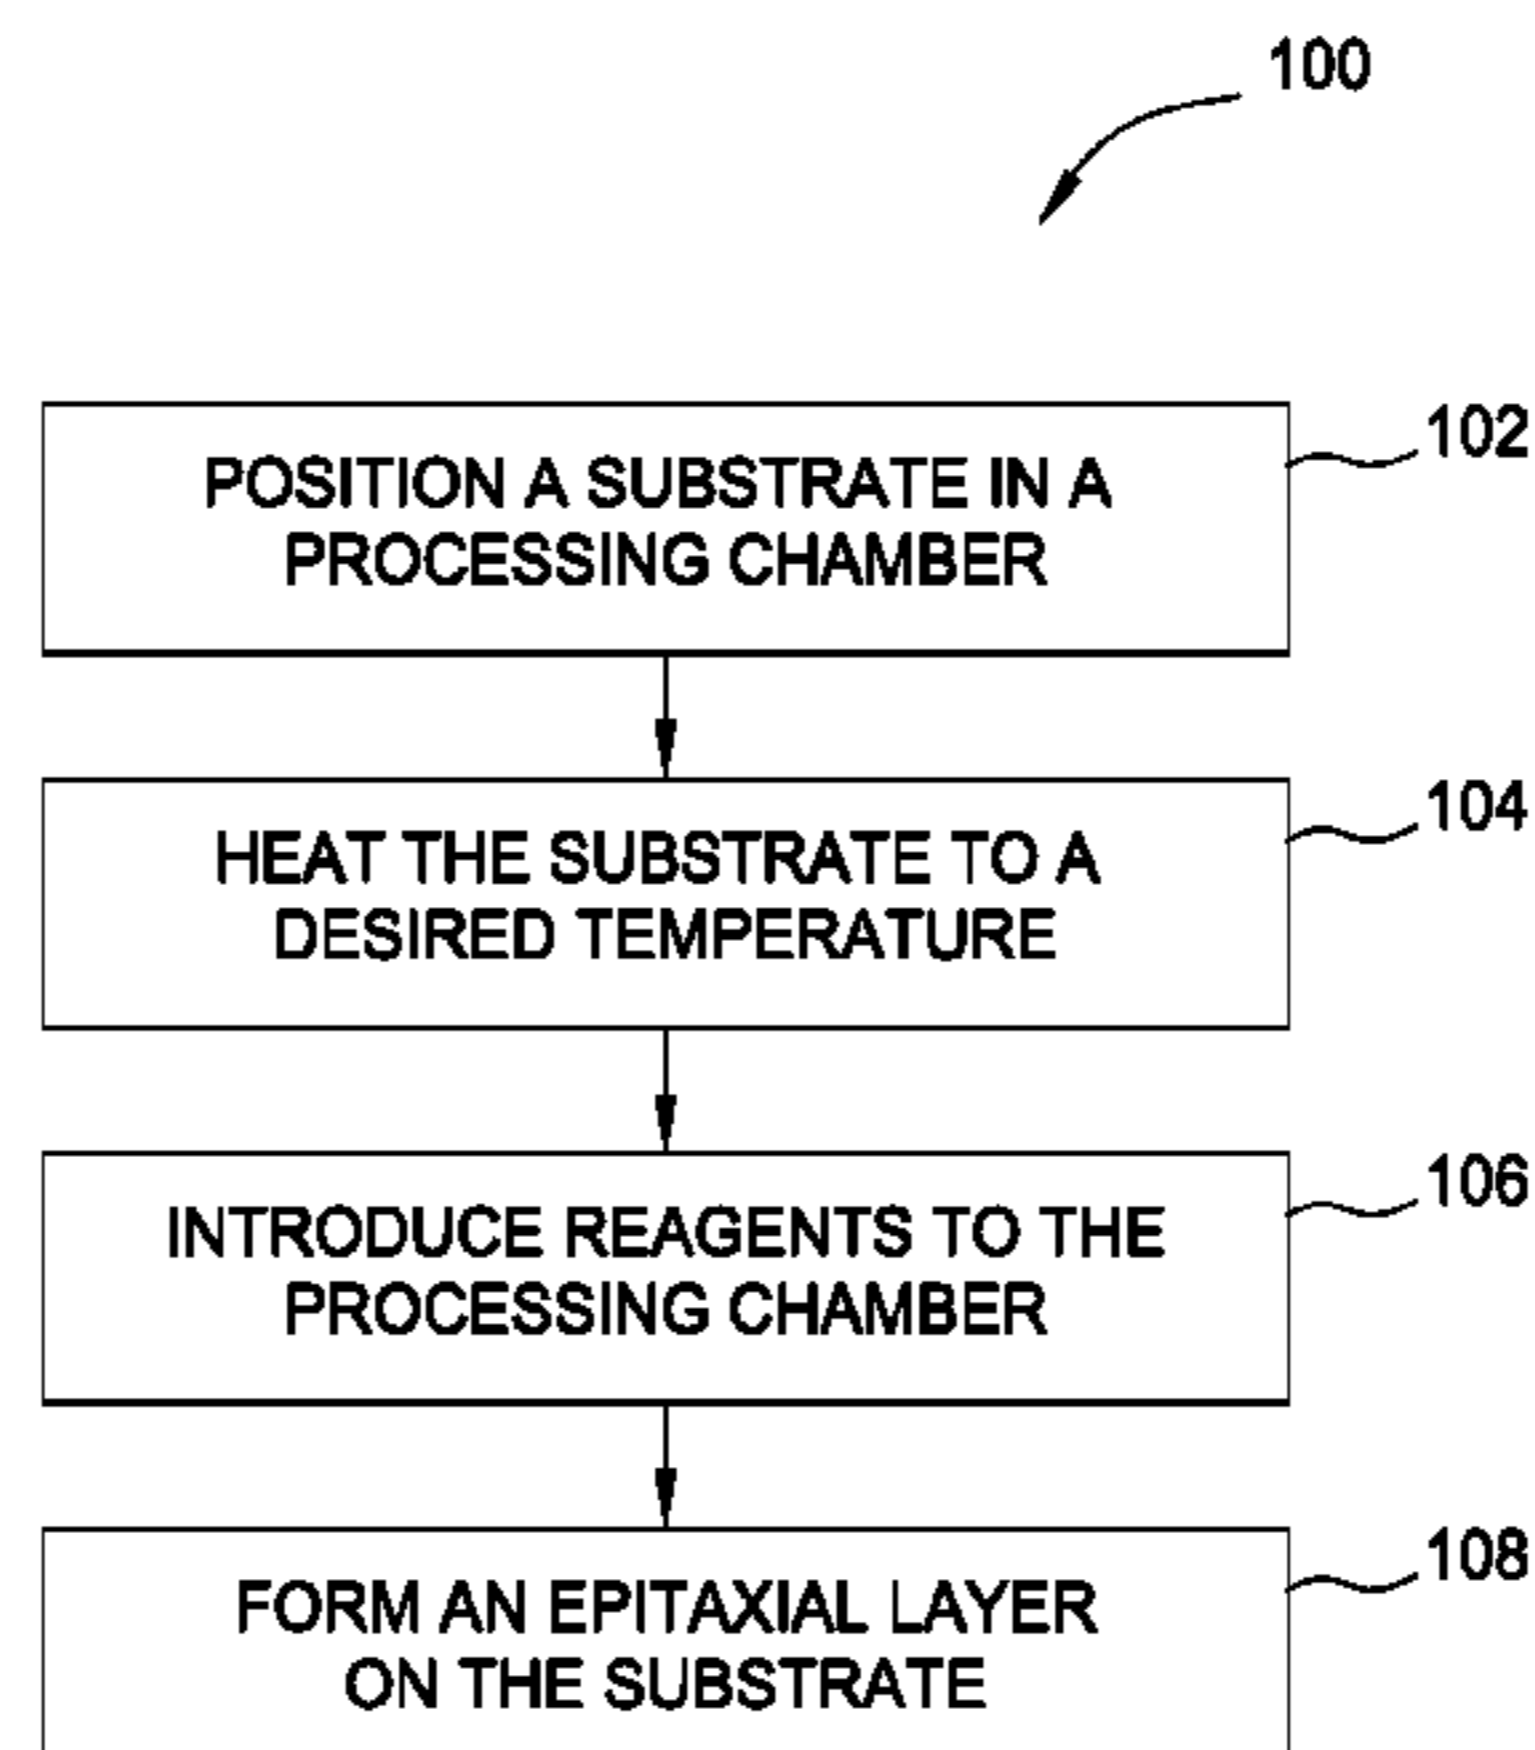 100
POSITION A SUBSTRATE IN A
PROCESSING CHAMBER
102
HEAT THE SUBSTRATE TO A
DESIRED TEMPERATURE
104
INTRODUCE REAGENTS TO THE
PROCESSING CHAMBER
106
FORM AN EPITAXIAL LAYER
ON THE SUBSTRATE
108